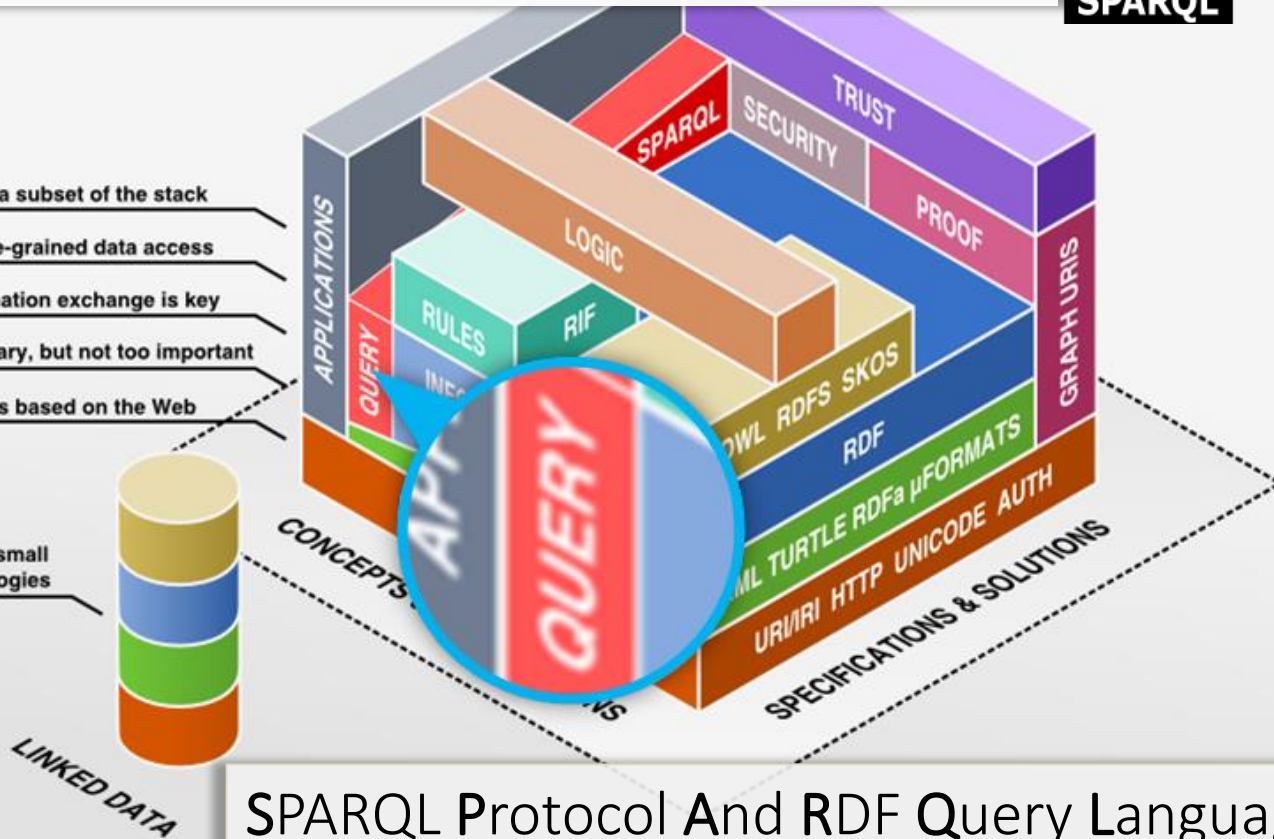 SPARQL
TRUST
SPARQL
SECURITY
PROOF
LOGIC
APPLICATIONS
a subset of the stack
e-grained data access
ation exchange is key
ary, but not too important
s based on the Web
RULES
RIF
QUERY
GRAPH URIS
OWL RDFS SKOS
RDF
ML TURTLE RDFa µFORMATS
URI/IRI HTTP UNICODE AUTH
QUERY
CONCEPTS
NS
SPECIFICATIONS & SOLUTIONS
small
ogies
LINKED DATA
SPARQL Protocol And RDF Query Langua